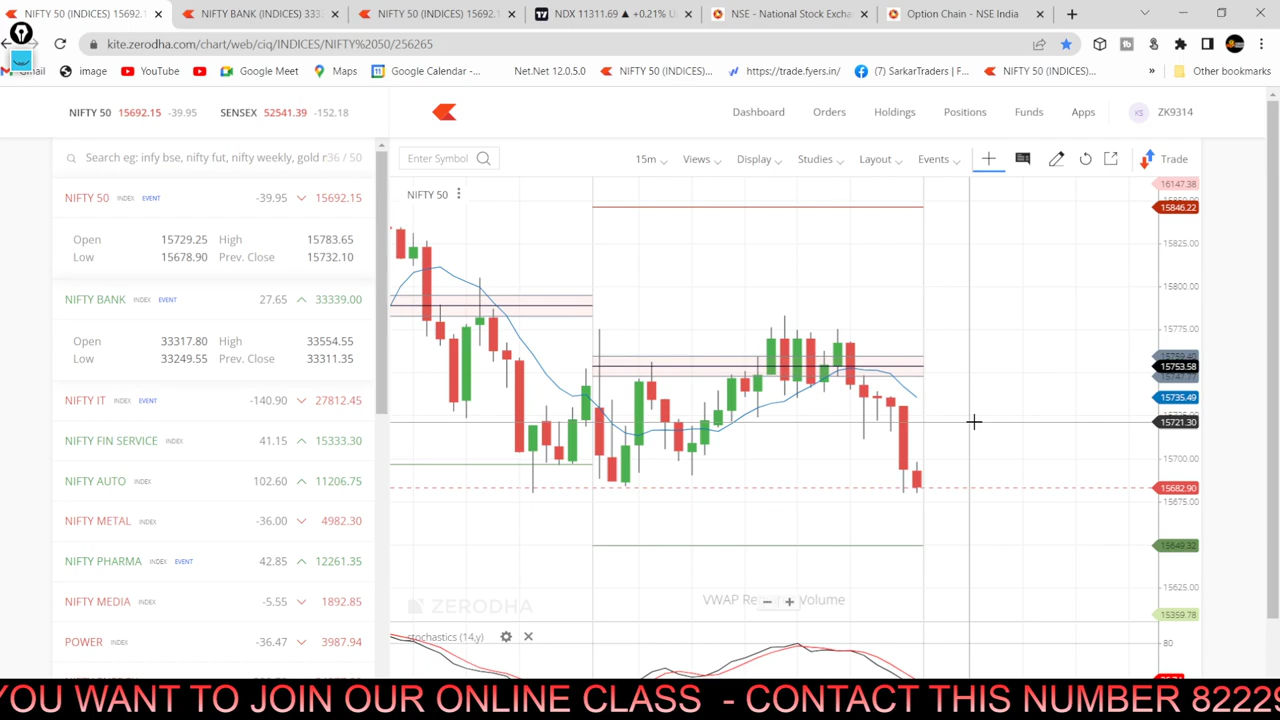 NIFTY 50 (INDICES) 15692.1
NIFTY BANK (INDICES) 333
NIFTY 50 (INDICES) 15692.1
NDX 11311.69 ▲ +0.21% U
NSE - National Stock Exchan
Option Chain - NSE India
kite.zerodha.com/chart/web/ciq/INDICES/NIFTY%2050/256265
Gmail
image
YouTube
Google Meet
Maps
Google Calendar -...
Net.Net 12.0.5.0
NIFTY 50 (INDICES)...
https://trade.fyers.in/
(7) SarkarTraders | F...
NIFTY 50 (INDICES)...
»
Other bookmarks
NIFTY 50 15692.15 -39.95
SENSEX 52541.39 -152.18
Dashboard
Orders
Holdings
Positions
Funds
Apps
KS
ZK9314
Search eg: infy bse, nifty fut, nifty weekly, gold
36 / 50
Enter Symbol
15m
Views
Display
Studies
Layout
Events
Trade
NIFTY 50 INDEX EVENT -39.95 15692.15
Open 15729.25 High 15783.65
Low 15678.90 Prev. Close 15732.10
NIFTY BANK INDEX EVENT 27.65 33339.00
Open 33317.80 High 33554.55
Low 33249.55 Prev. Close 33311.35
NIFTY IT INDEX EVENT -140.90 27812.45
NIFTY FIN SERVICE INDEX 41.15 15333.30
NIFTY AUTO INDEX 102.60 11206.75
NIFTY METAL INDEX -36.00 4982.30
NIFTY PHARMA INDEX EVENT 42.85 12261.35
NIFTY MEDIA INDEX -5.55 1892.85
POWER INDEX -36.47 3987.94
NIFTY 50
16147.38
15846.22
15825.00
15800.00
15775.00
15753.58
15735.49
15721.30
15700.00
15682.90
15675.00
15649.32
15625.00
15359.78
ZERODHA
VWAP Re
Volume
stochastics (14,y)
80
YOU WANT TO JOIN OUR ONLINE CLASS - CONTACT THIS NUMBER 82229